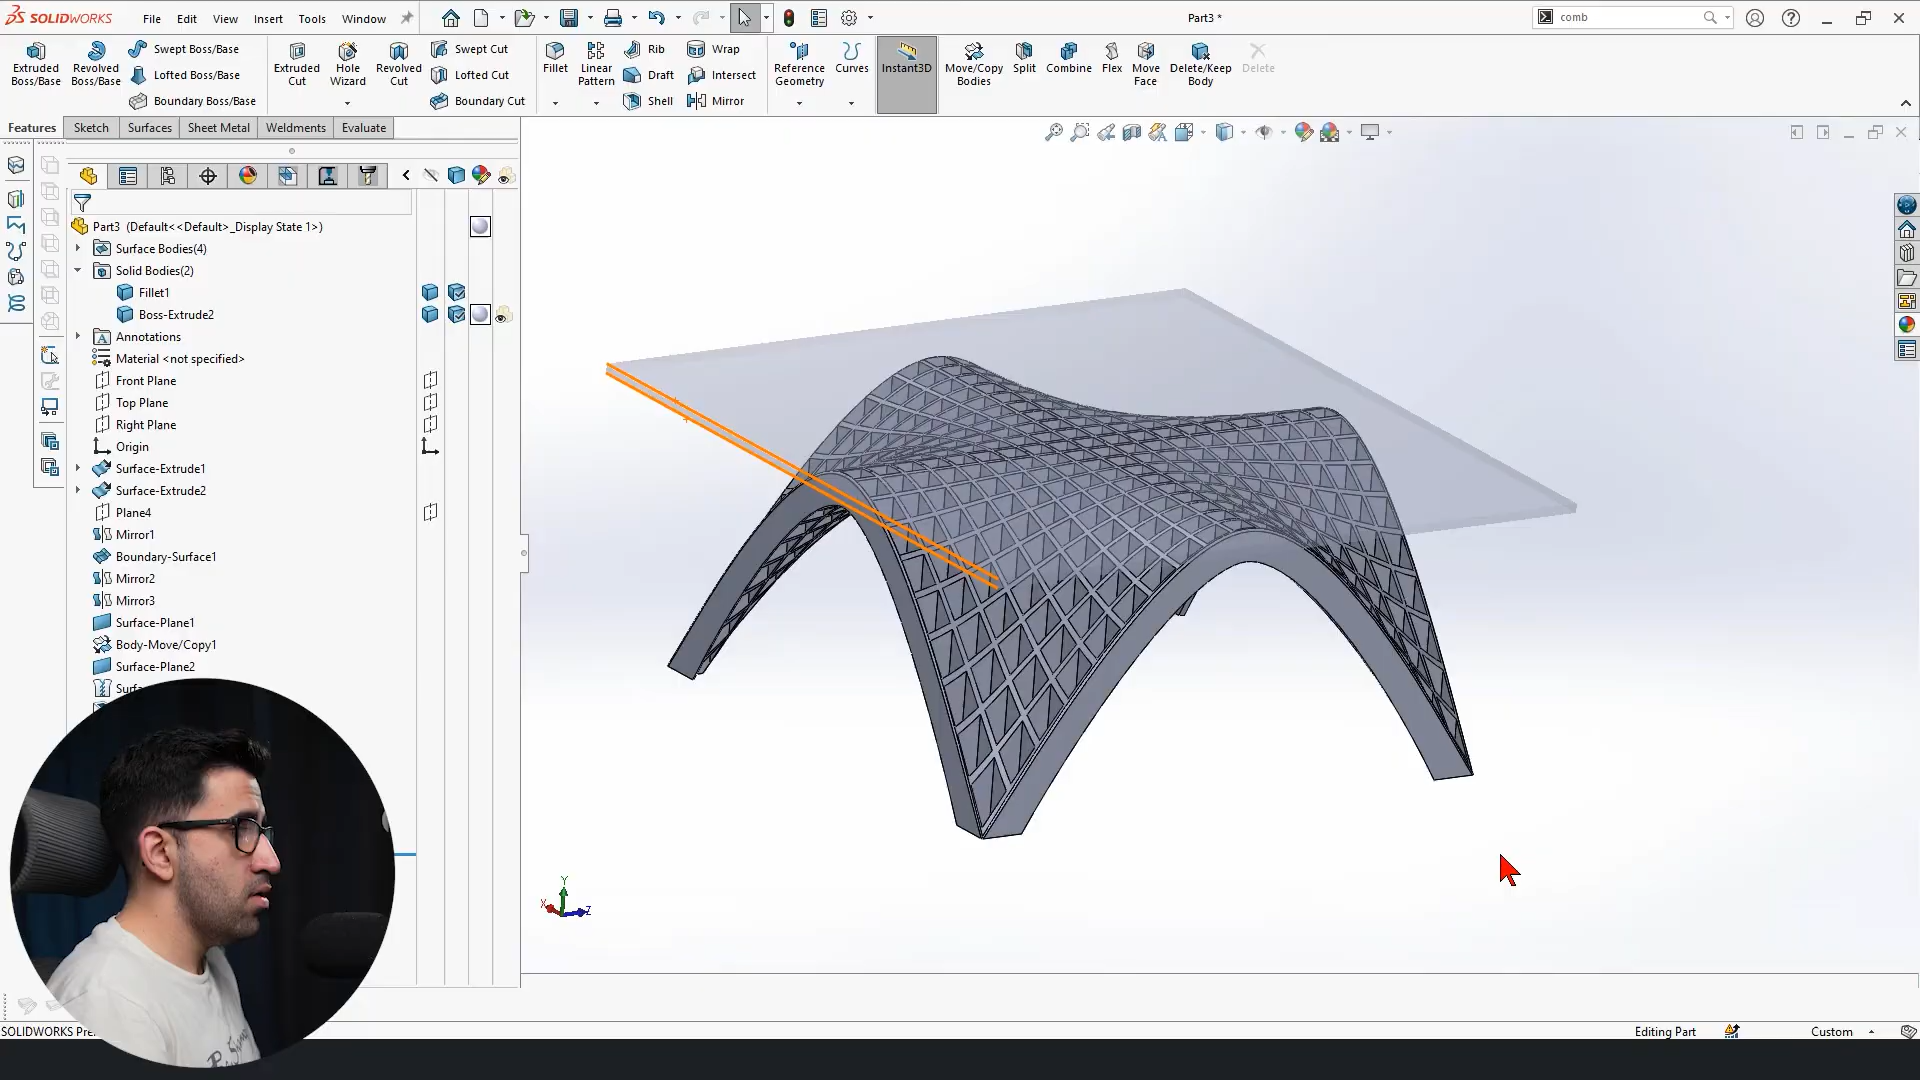 SOLIDWORKS
File Edit View Insert Tools Window
Part3 *
comb
Extruded Boss/Base
Revolved Boss/Base
Swept Boss/Base
Lofted Boss/Base
Boundary Boss/Base
Extruded Cut
Hole Wizard
Revolved Cut
Swept Cut
Lofted Cut
Boundary Cut
Fillet
Linear Pattern
Rib
Draft
Shell
Wrap
Intersect
Mirror
Reference Geometry
Curves
Instant3D
Move/Copy Bodies
Split
Combine
Flex
Move Face
Delete/Keep Body
Delete
Features Sketch Surfaces Sheet Metal Weldments Evaluate
Part3 (Default<<Default>_Display State 1>)
Surface Bodies(4)
Solid Bodies(2)
Fillet1
Boss-Extrude2
Annotations
Material <not specified>
Front Plane
Top Plane
Right Plane
Origin
Surface-Extrude1
Surface-Extrude2
Plane4
Mirror1
Boundary-Surface1
Mirror2
Mirror3
Surface-Plane1
Body-Move/Copy1
Surface-Plane2
Y
X
Z
SOLIDWORKS
Editing Part
Custom